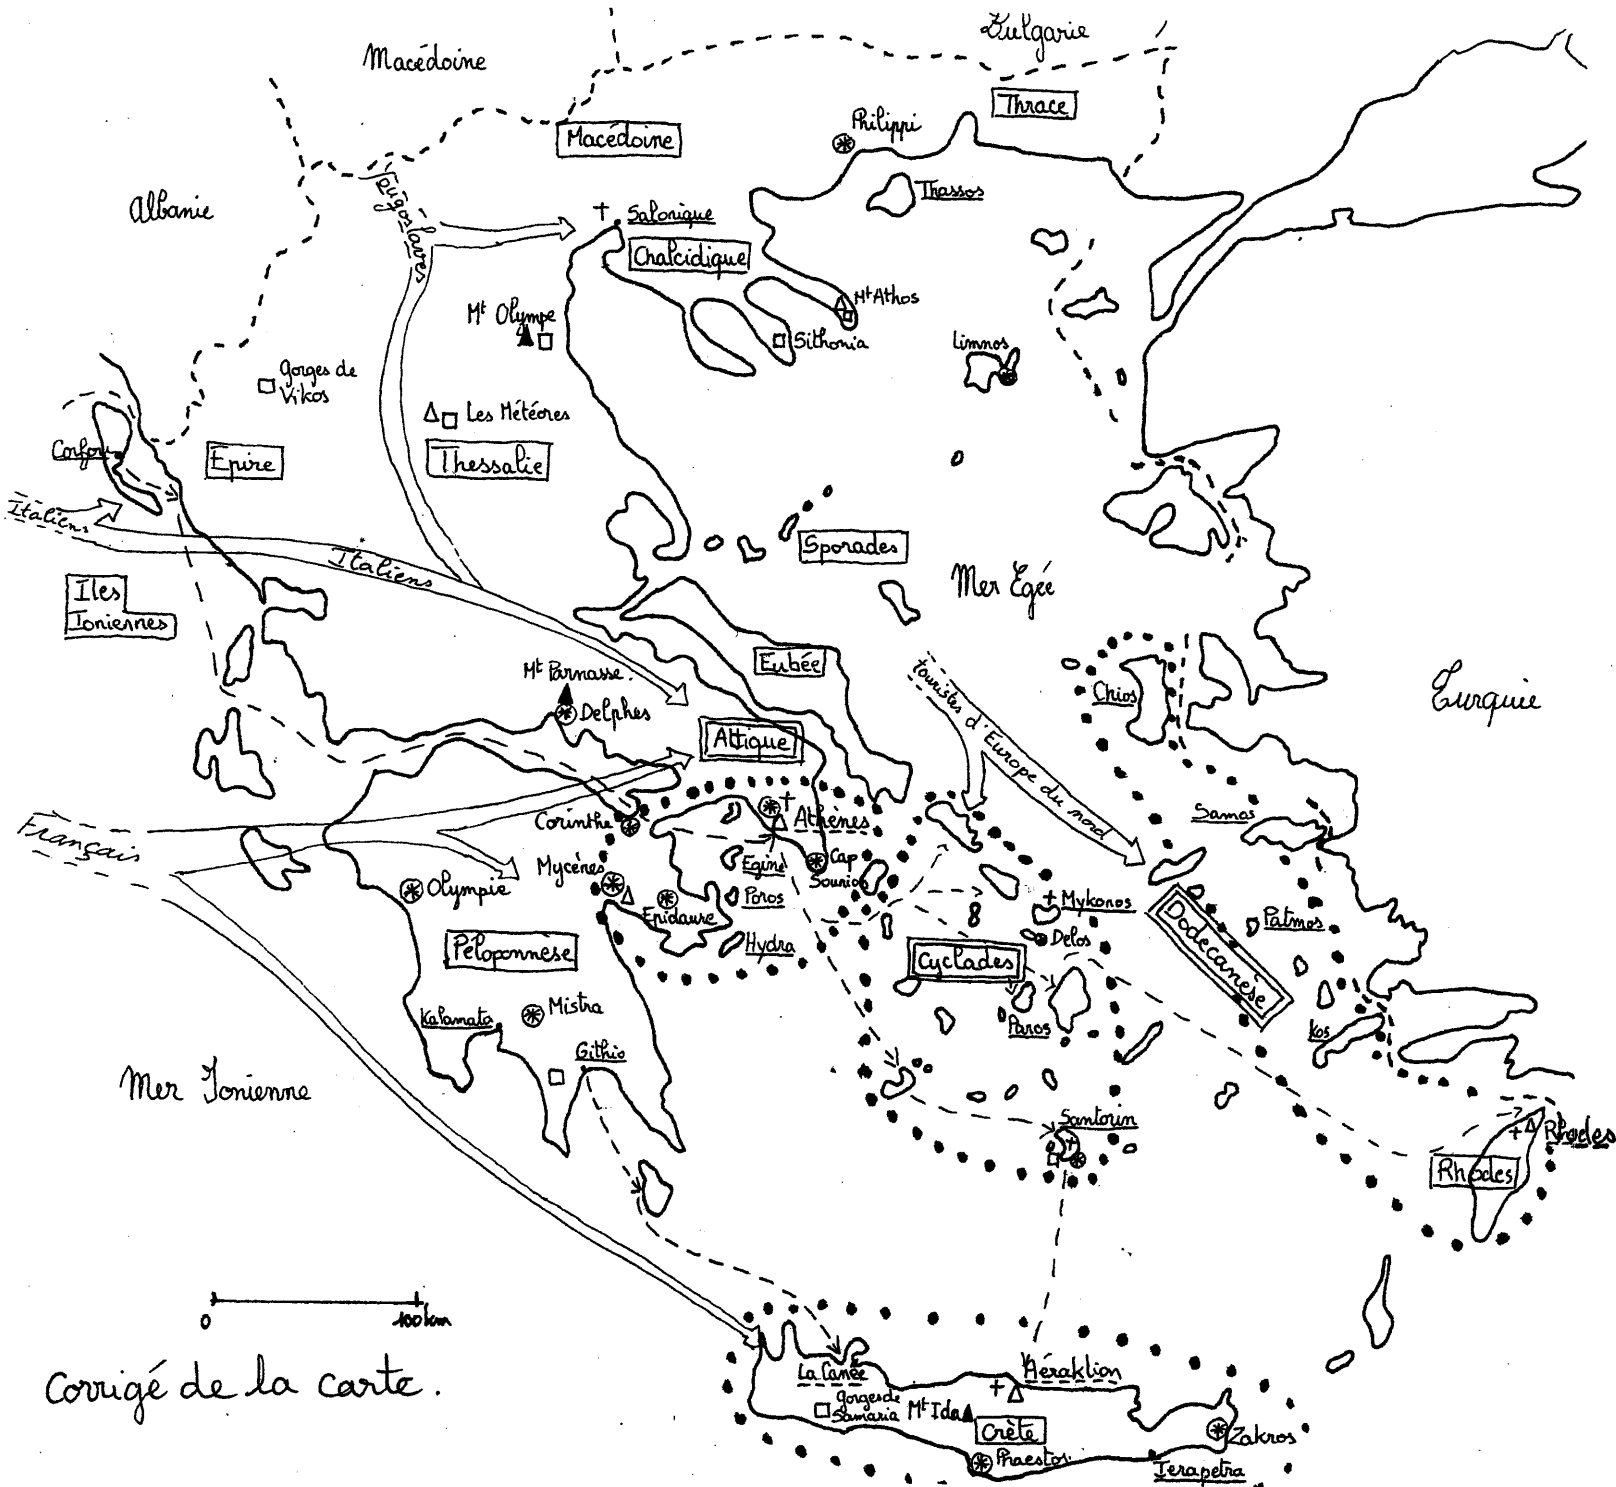 Bulgarie
Macédoine
Thrace
Philippi
Macédoine
Thassos
Albanie
Yougoslaves
Salonique
Chalcidique
Mt Athos
Mt Olympe
Sithonia
Limnos
Gorges de
Vikos
Les Météores
Corfou
Epire
Thessalie
Italiens
Italiens
Sporades
Mer Egée
Iles
Ioniennes
Eubée
Mt Parnasse
Delphes
Chios
Turquie
touristes d'Europe du nord
Attique
Français
Corinthe
Athènes
Samos
Mycènes
Egine
Cap
Sounion
Olympie
Epidaure
Poros
Mykonos
Dodecanèse
Patmos
Péloponnèse
Hydra
Delos
Cyclades
Kalamata
Mistra
Paros
Kos
Githio
Mer Ionienne
Santorin
Rhodes
Rhodes
0 100km
Corrigé de la carte.
La Canée
Héraklion
gorges de
Samaria
Mt Ida
Crète
Zakros
Phaestos
Ierapetra